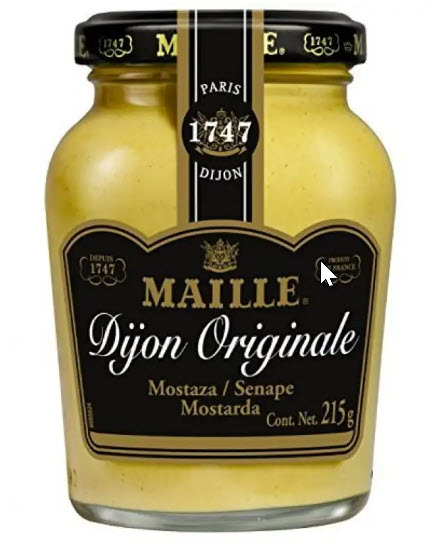 1747 MAILLE. 1747 M
PARIS
1747
DIJON
DEPUIS
1747
PRODUIT
FRANCE
MAILLE
Dijon Originale
Mostaza / Senape
Mostarda
Cont. Net. 215g